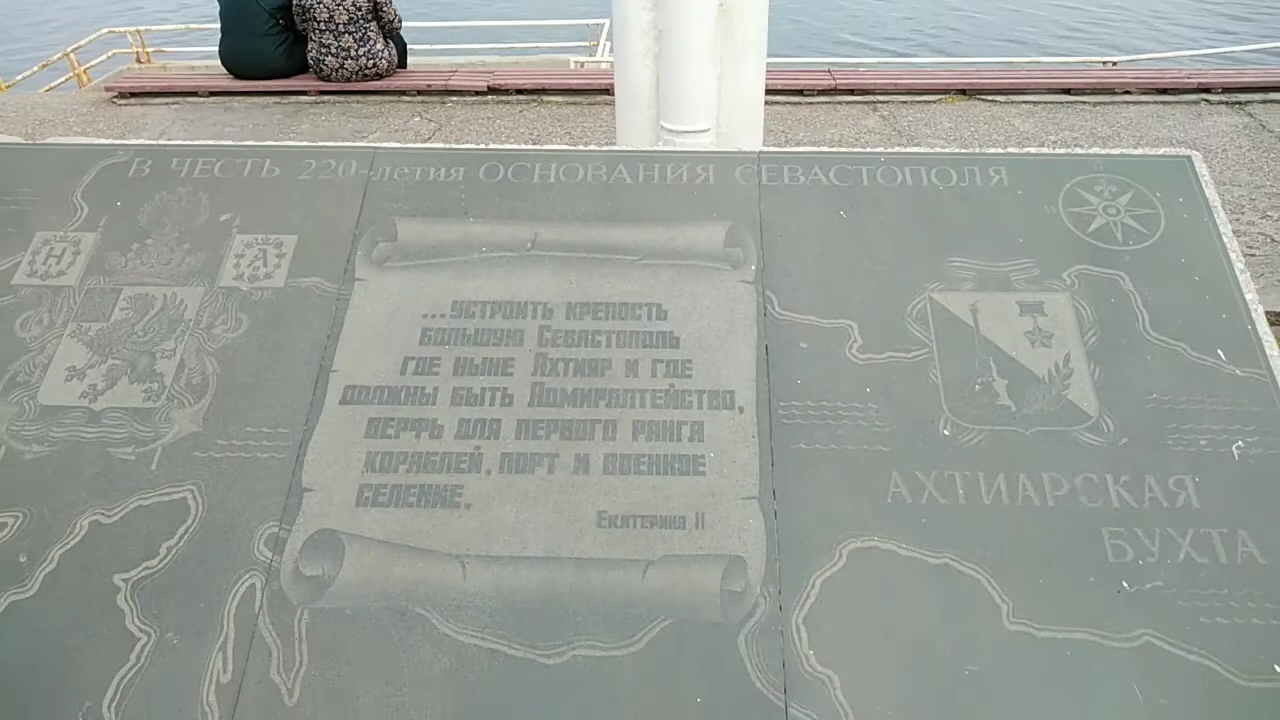 В ЧЕСТЬ 220-летия ОСНОВАНИЯ СЕВАСТОПОЛЯ
Н А
...УСТРОИТЬ КРЕПОСТЬ
БОЛЬШУЮ СЕВАСТОПОЛЬ
ГДЕ НЫНЕ АХТИАР И ГДЕ
ДОЛЖНЫ БЫТЬ АДМИРАЛТЕЙСТВО,
ВЕРФЬ ДЛЯ ПЕРВОГО РАНГА
КОРАБЛЕЙ, ПОРТ И ВОЕННОЕ
СЕЛЕНИЕ.
ЕКАТЕРИНА II
АХТИАРСКАЯ
БУХТА